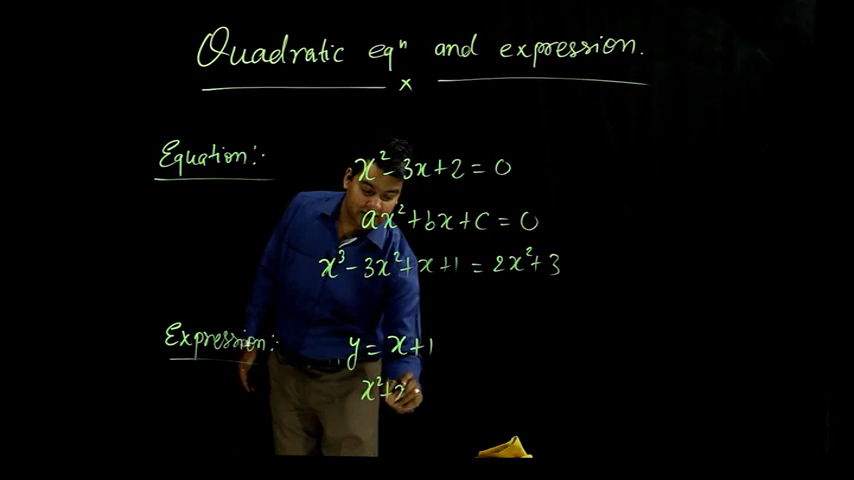 Quadratic eqⁿ and expression.
x
Equation:-
x² - 3x + 2 = 0
ax² + bx + c = 0
x³ - 3x² + x + 1 = 2x² + 3
Expression:-
y = x + 1
x² + x